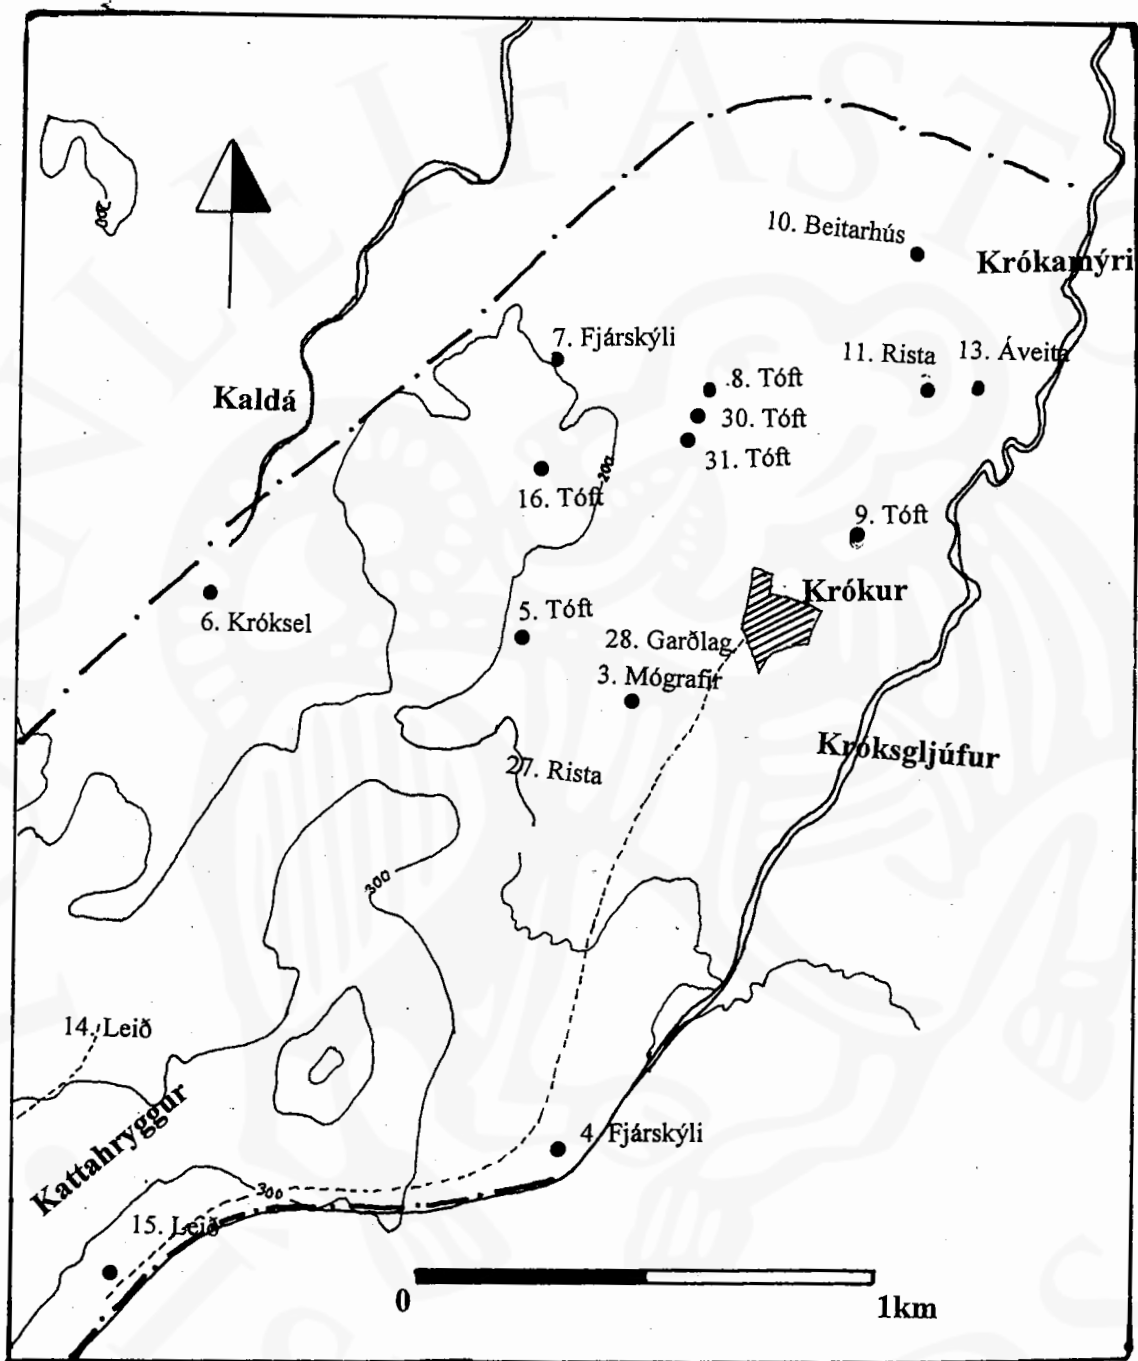 10. Beitarhús
Krókamýri
7. Fjárskýli
11. Rista
13. Áveita
8. Tóft
Kaldá
30. Tóft
31. Tóft
200
200
16. Tóft
9. Tóft
Krókur
6. Króksel
5. Tóft
28. Garðlag
3. Mógrafir
Króksgljúfur
27. Rista
300
14. Leið
Kattahryggur
4. Fjárskýli
300
15. Leið
0
1km
FORNLEIFASTO